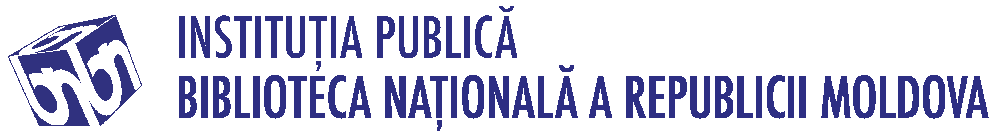 INSTITUȚIA PUBLICĂ
BIBLIOTECA NAȚIONALĂ A REPUBLICII MOLDOVA